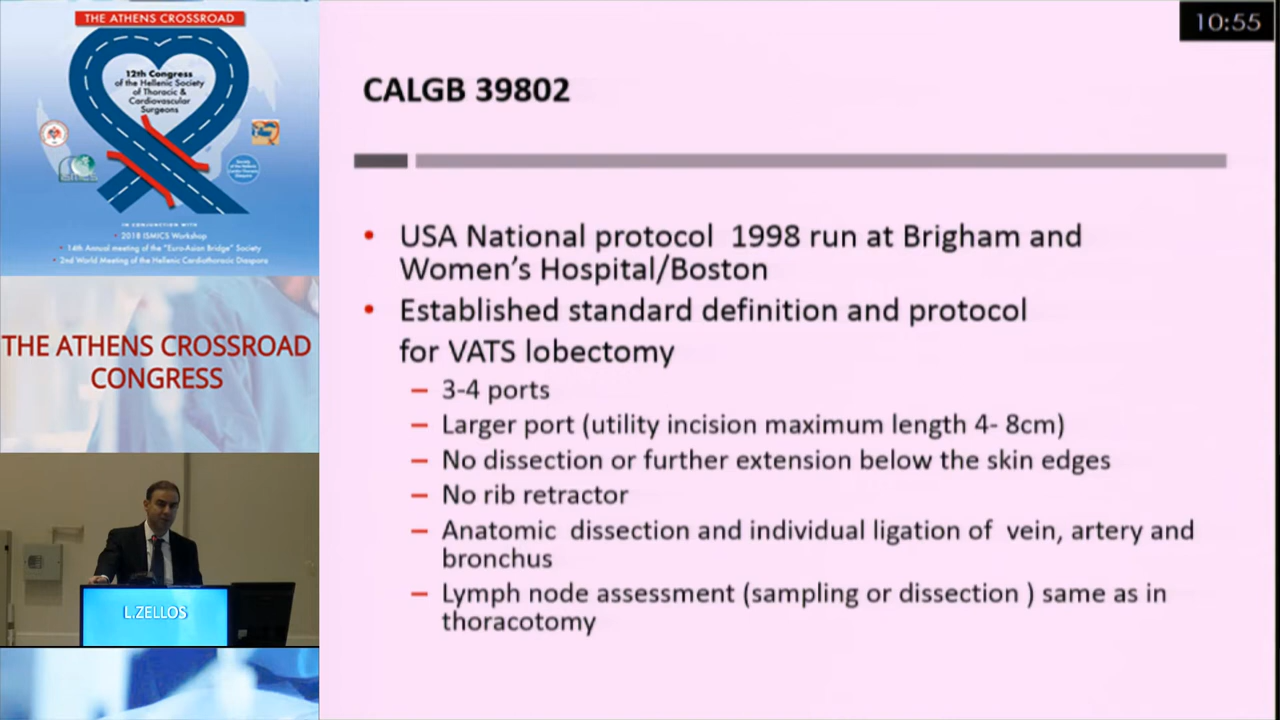 THE ATHENS CROSSROAD
12th Congress
of the Hellenic Society
of Thoracic &
Cardiovascular
Surgeons
IN CONJUNCTION WITH
• 2018 ISMICS Workshop
• 14th Annual meeting of the "Euro-Asian Bridge" Society
• 2nd World Meeting of the Hellenic Cardiothoracic Diaspora
THE ATHENS CROSSROAD
CONGRESS
L.ZELLOS
10:55
CALGB 39802
• USA National protocol 1998 run at Brigham and
Women's Hospital/Boston
• Established standard definition and protocol
for VATS lobectomy
– 3-4 ports
– Larger port (utility incision maximum length 4- 8cm)
– No dissection or further extension below the skin edges
– No rib retractor
– Anatomic dissection and individual ligation of vein, artery and
bronchus
– Lymph node assessment (sampling or dissection ) same as in
thoracotomy